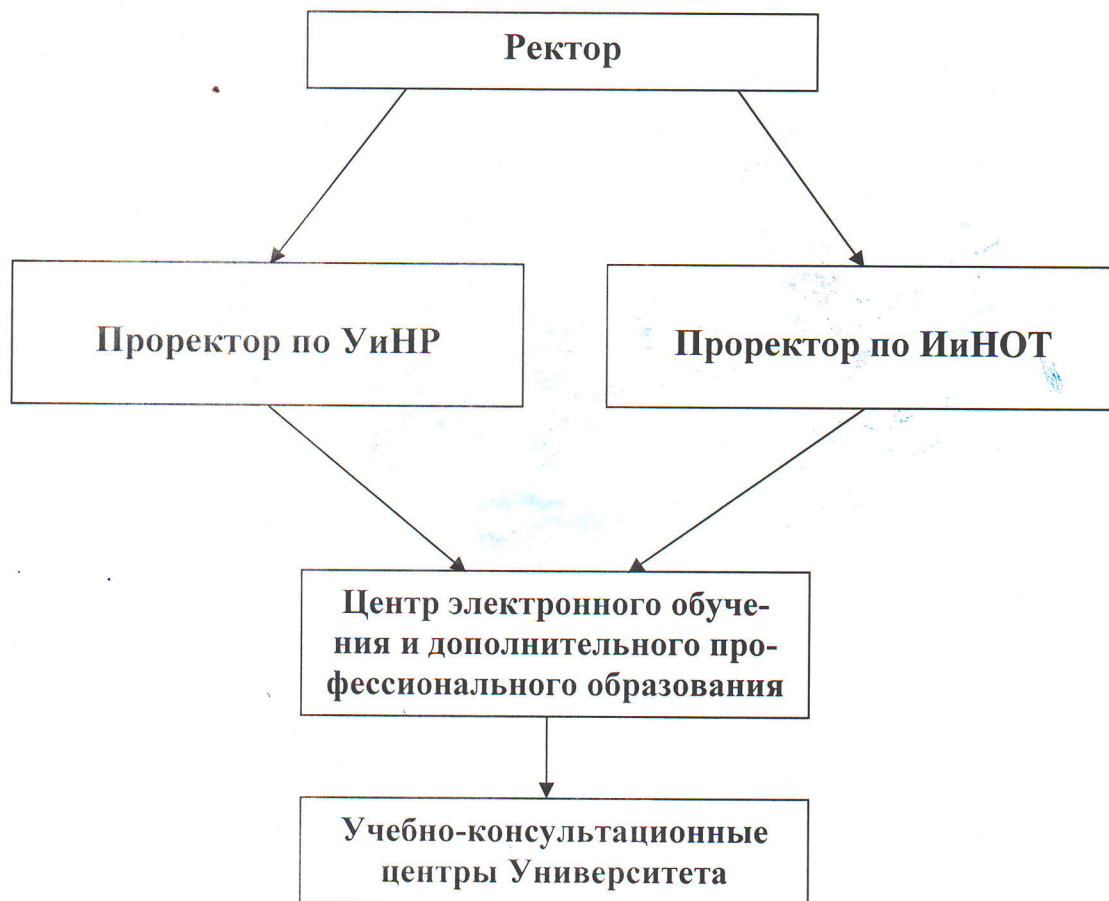 Ректор
Проректор по УиНР
Проректор по ИиНОТ
Центр электронного обуче-
ния и дополнительного про-
фессионального образования
Учебно-консультационные
центры Университета